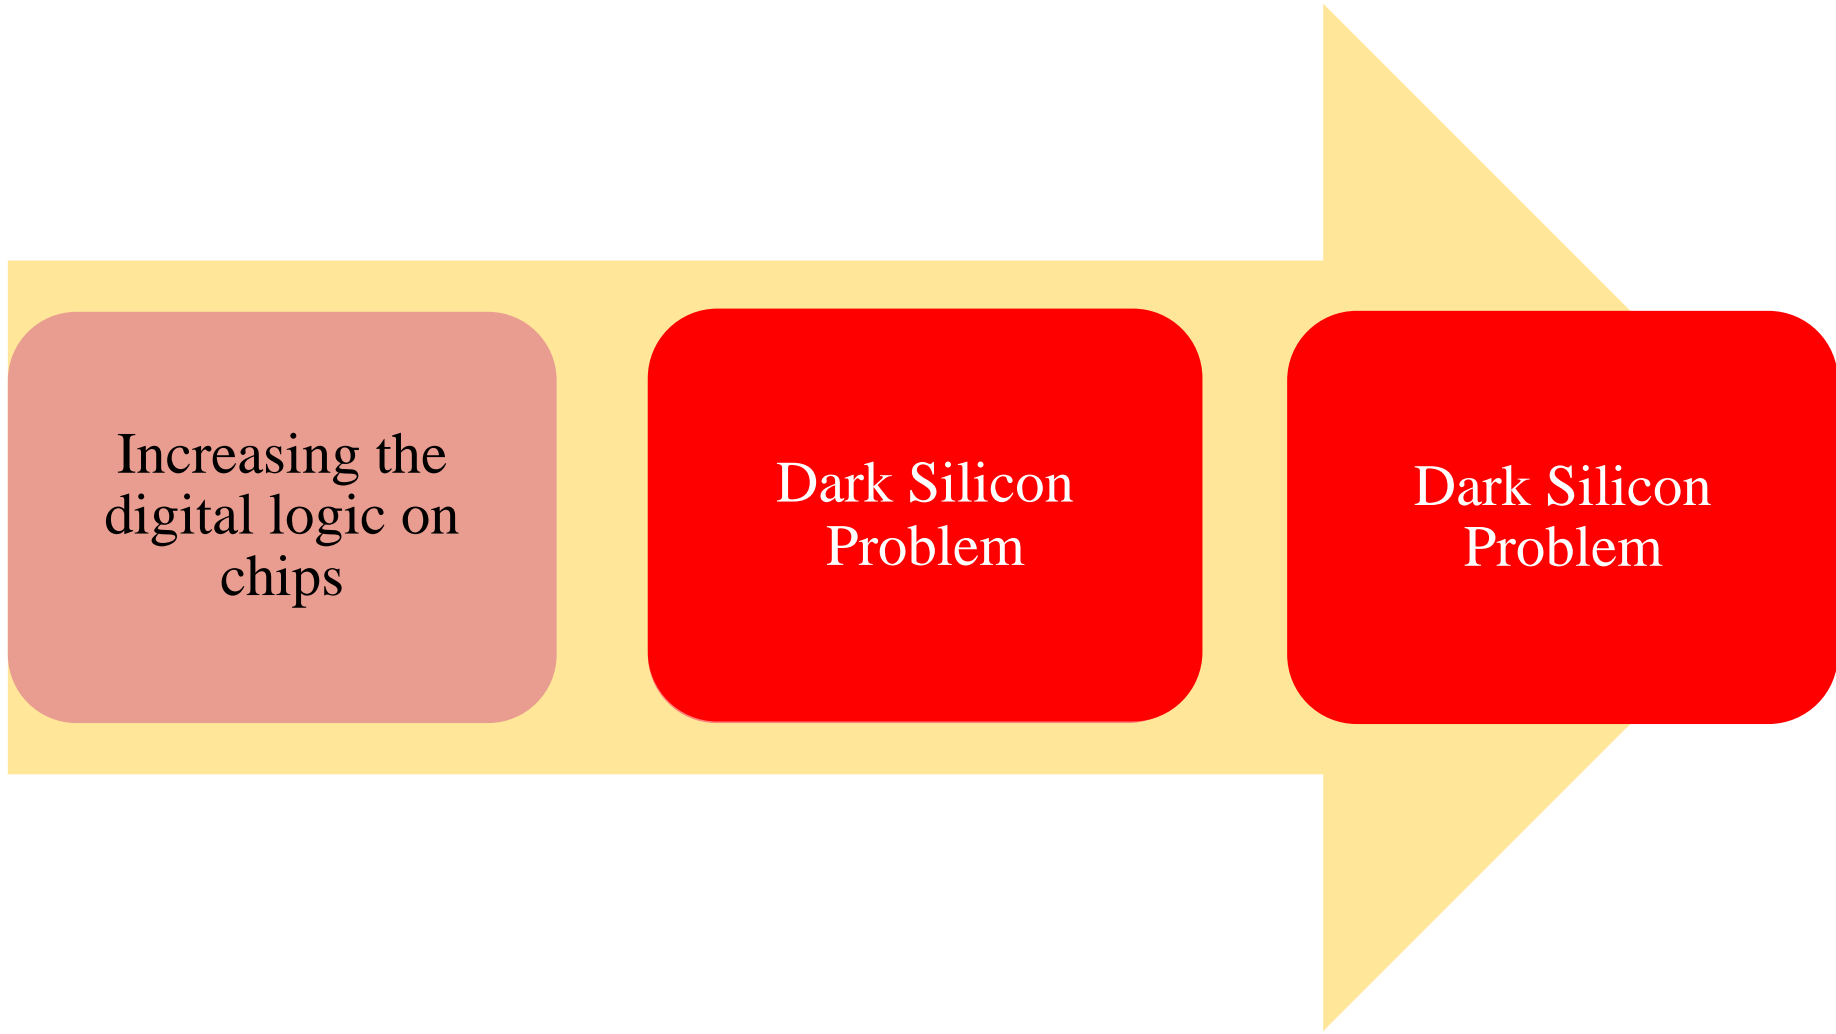 Increasing the
digital logic on
chips
Dark Silicon
Problem
Dark Silicon
Problem